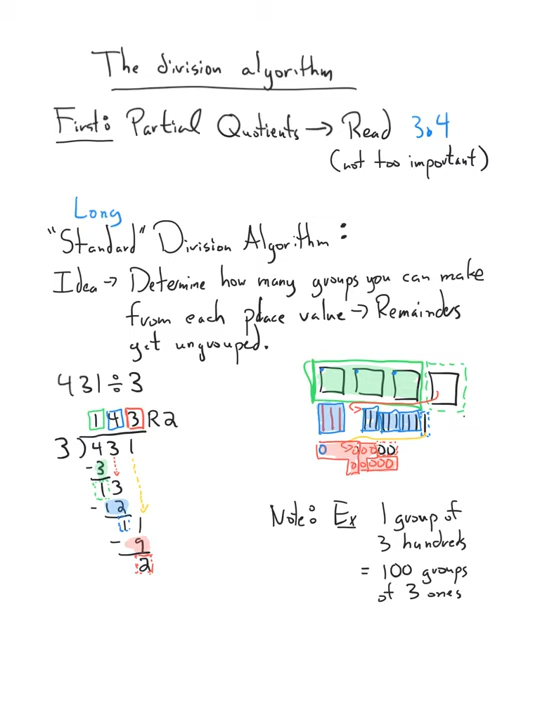 The division algorithm
First: Partial Quotients → Read 3.4
(not too important)
Long
"Standard" Division Algorithm:
Idea → Determine how many groups you can make
from each place value → Remainders
get ungrouped.
431÷3
143 R2
3)431
-3
13
-12
11
-9
2
Note: Ex 1 group of
3 hundreds
= 100 groups
of 3 ones